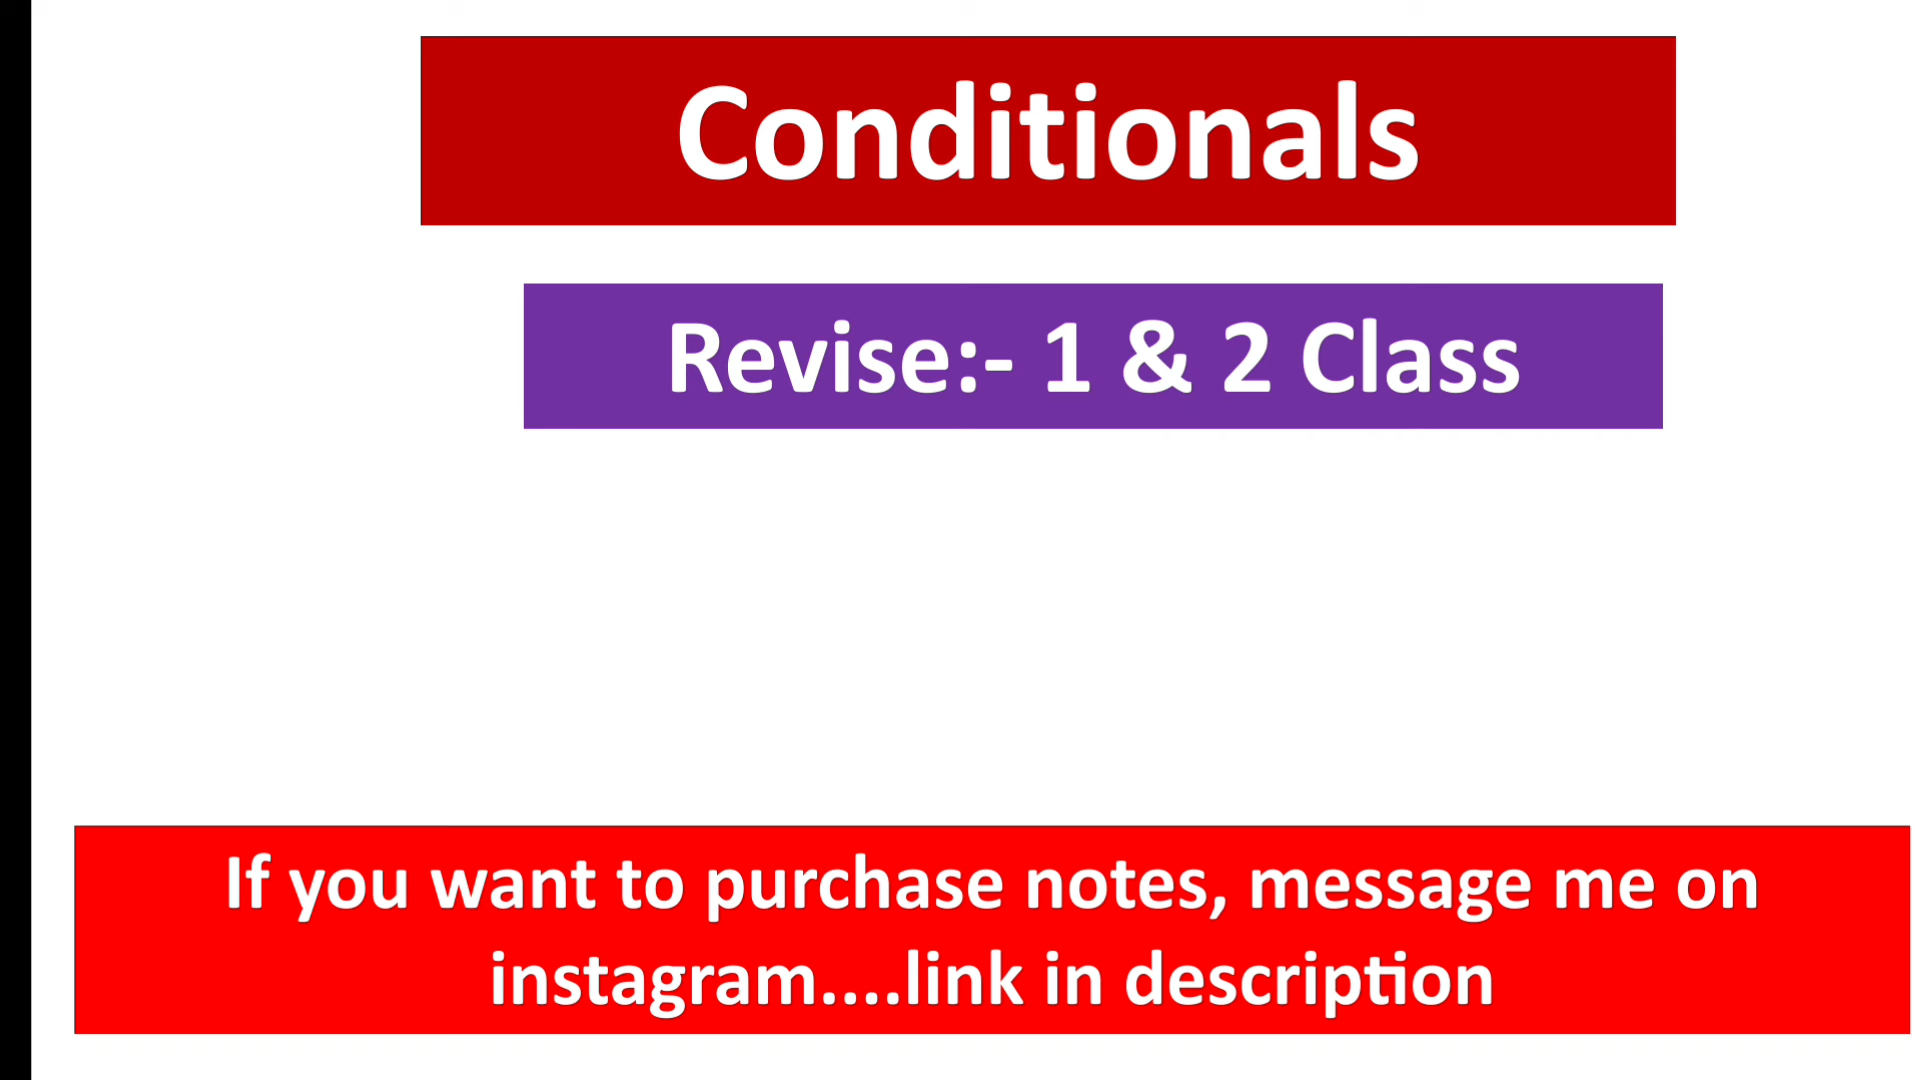 Conditionals
Revise:- 1 & 2 Class
If you want to purchase notes, message me on
instagram....link in description